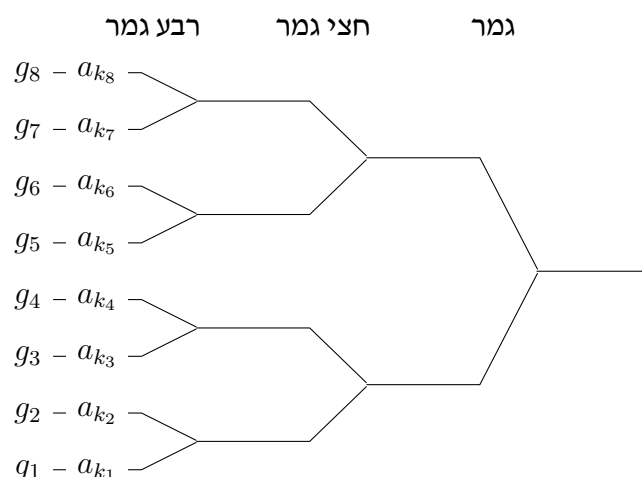 רבע גמר חצי גמר גמר
g₈ – aₖ₈
g₇ – aₖ₇
g₆ – aₖ₆
g₅ – aₖ₅
g₄ – aₖ₄
g₃ – aₖ₃
g₂ – aₖ₂
g₁ – aₖ₁